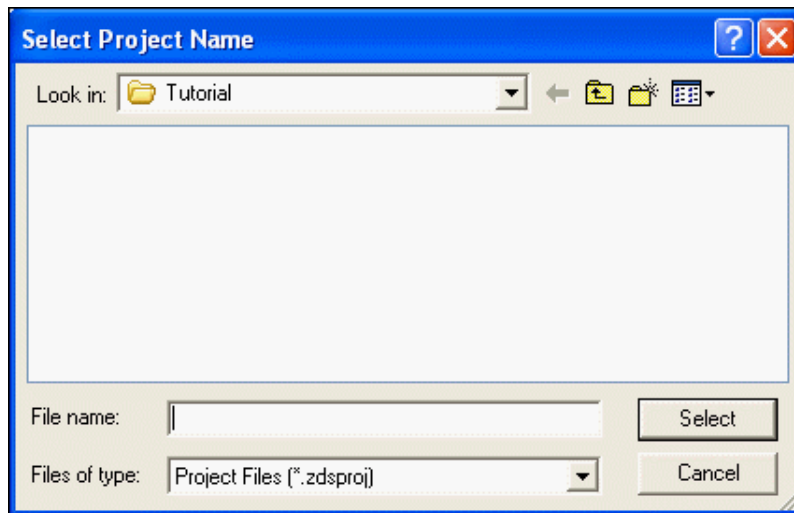 Select Project Name
Look in: Tutorial
File name: Select
Files of type: Project Files (*.zdsproj) Cancel